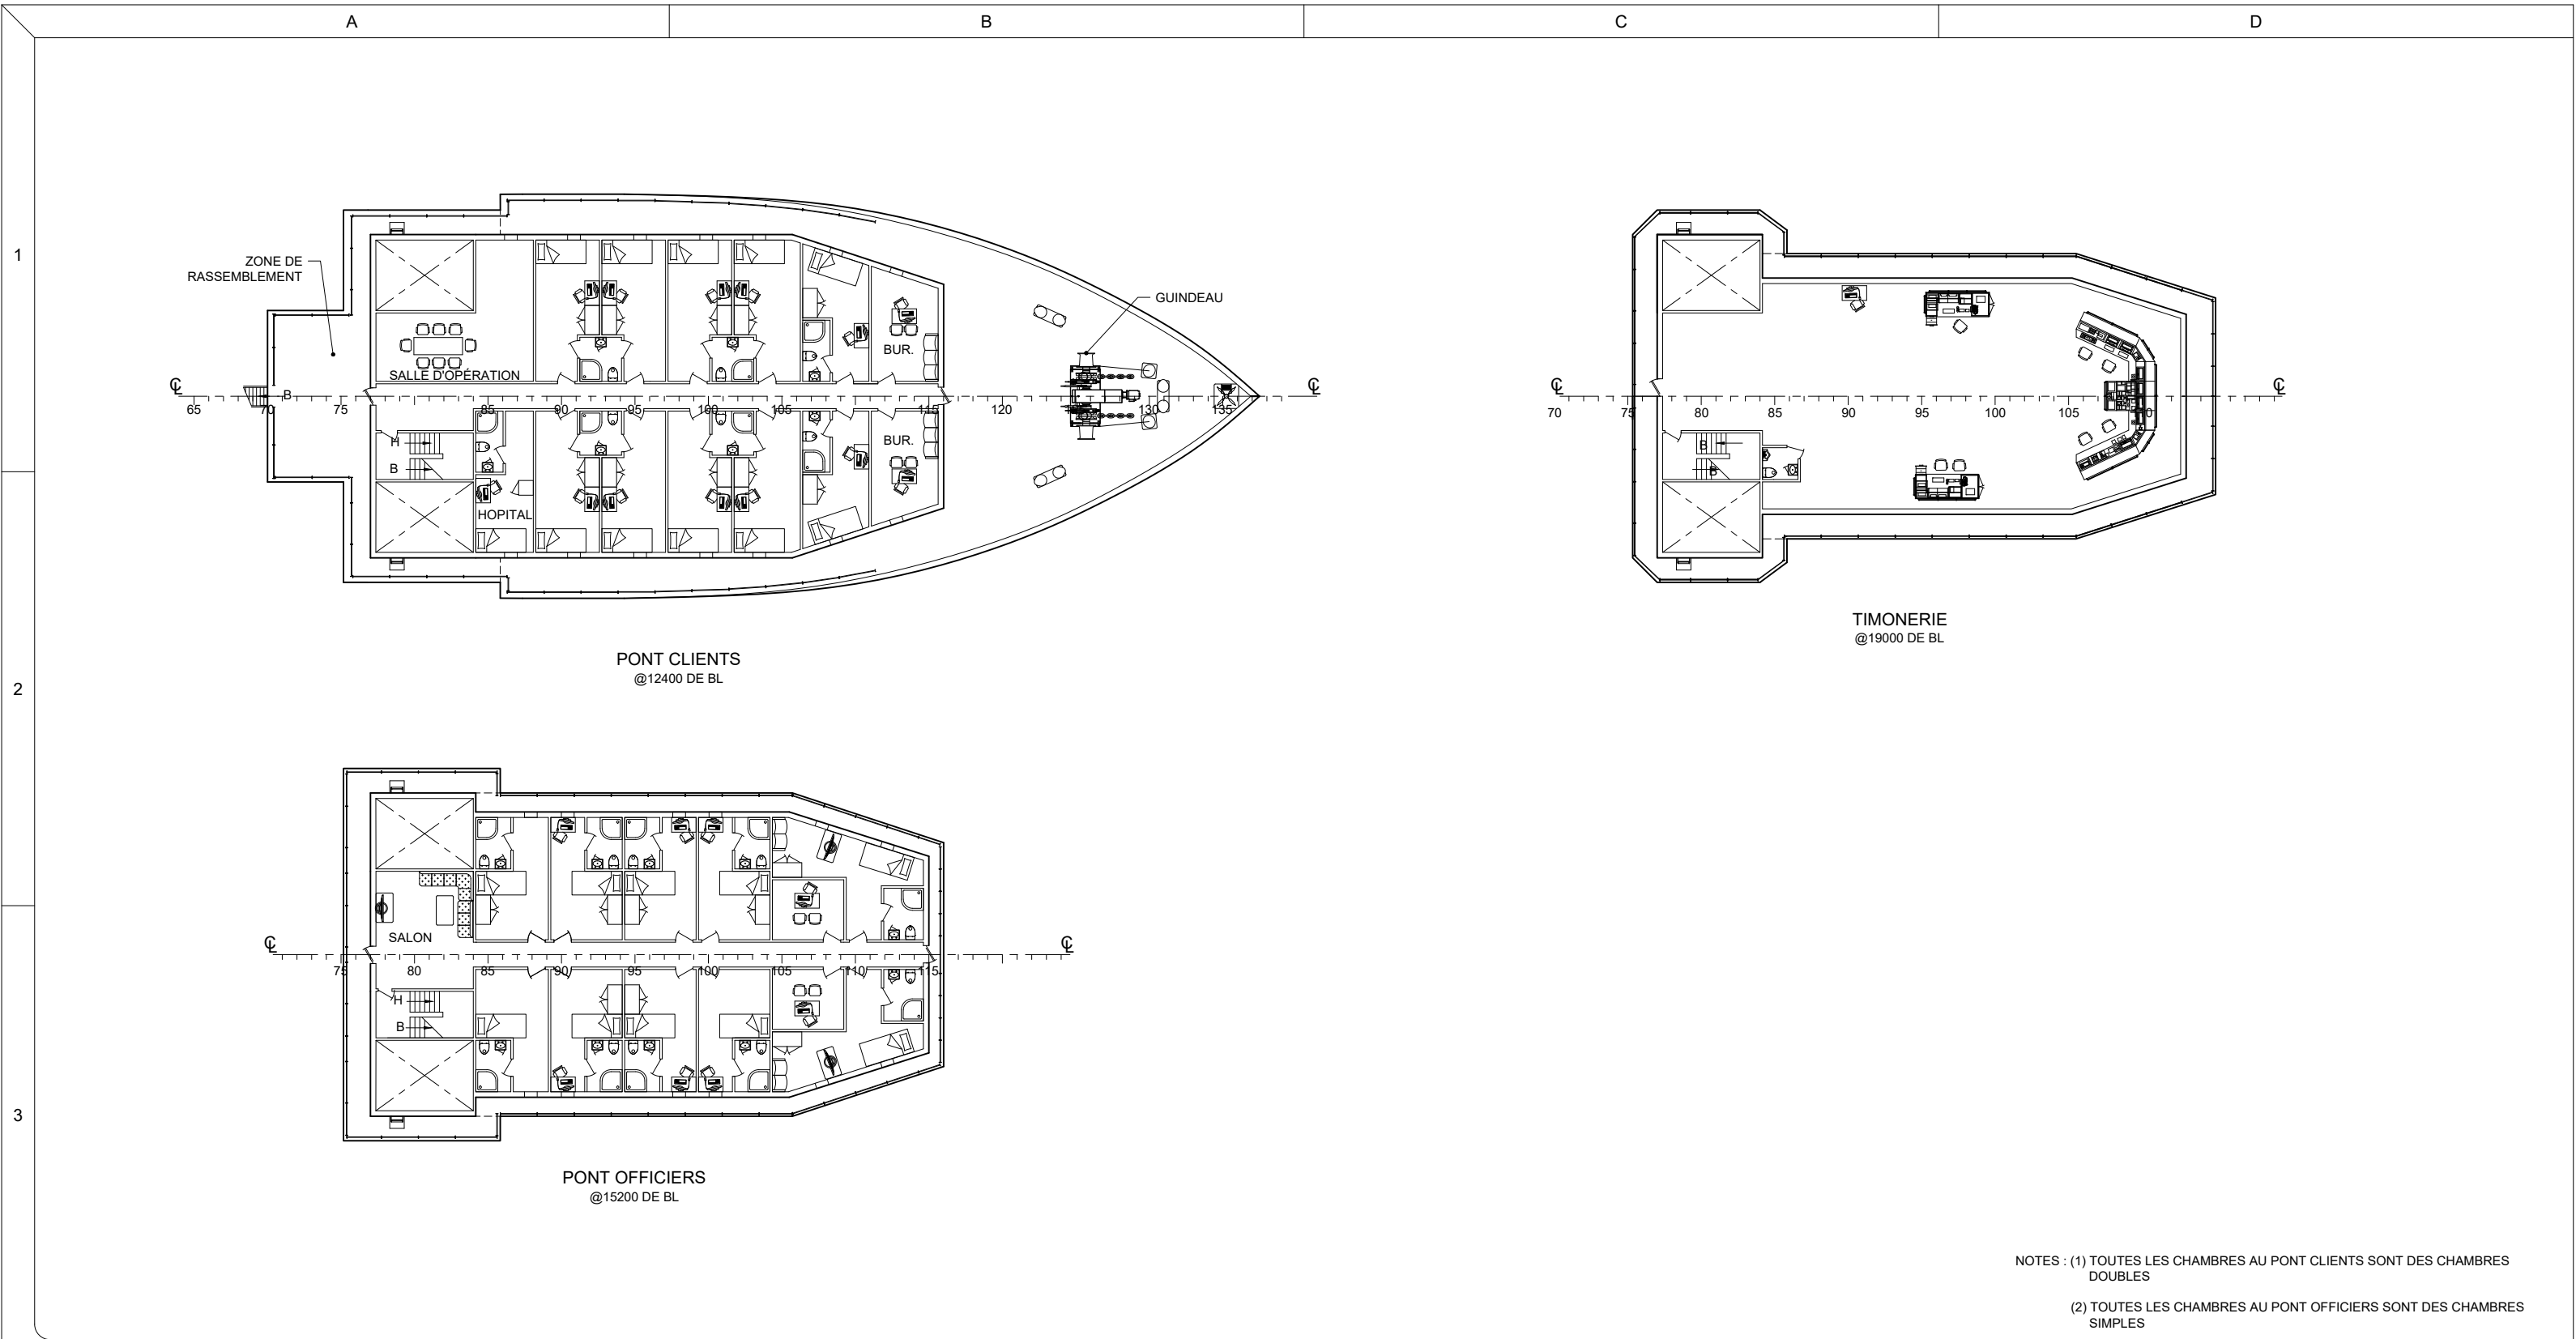 A B C D
1
2
3
ZONE DE
RASSEMBLEMENT
GUINDEAU
BUR.
SALLE D'OPÉRATION
B
65 70 75 85 90 95 100 105 115 120 130 135
H
B
BUR.
HOPITAL
PONT CLIENTS
@12400 DE BL
70 75 80 85 90 95 100 105
B
B
TIMONERIE
@19000 DE BL
SALON
75 80 85 90 95 100 105 110 115
H
B
PONT OFFICIERS
@15200 DE BL
NOTES : (1) TOUTES LES CHAMBRES AU PONT CLIENTS SONT DES CHAMBRES
DOUBLES
(2) TOUTES LES CHAMBRES AU PONT OFFICIERS SONT DES CHAMBRES
SIMPLES